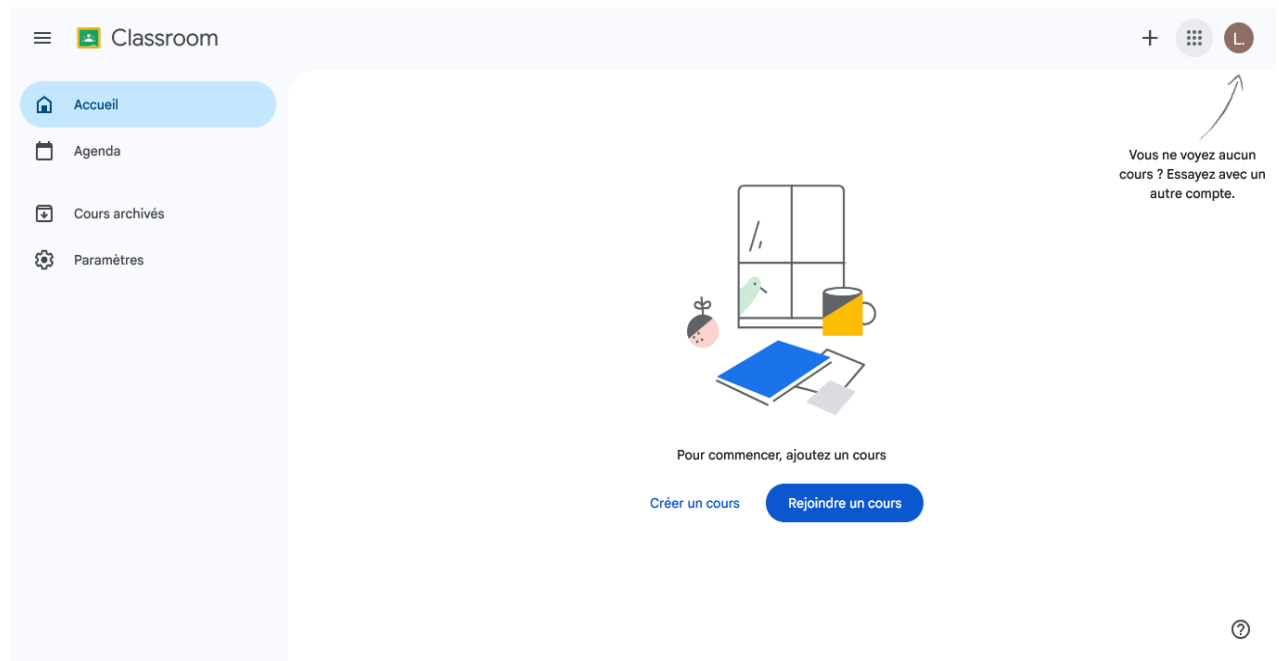 Classroom
L.
Accueil
Agenda
Cours archivés
Paramètres
Vous ne voyez aucun
cours ? Essayez avec un
autre compte.
Pour commencer, ajoutez un cours
Créer un cours
Rejoindre un cours